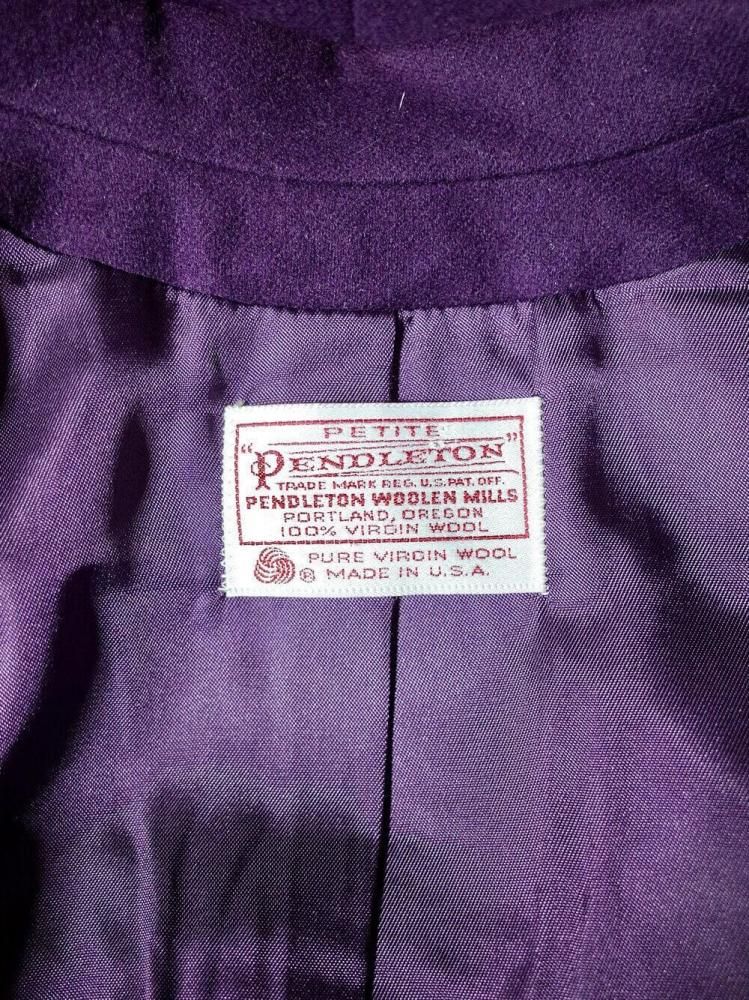 PETITE
"PENDLETON"
TRADE MARK REG. U.S. PAT. OFF.
PENDLETON WOOLEN MILLS
PORTLAND, OREGON
100% VIRGIN WOOL
PURE VIRGIN WOOL
® MADE IN U.S.A.